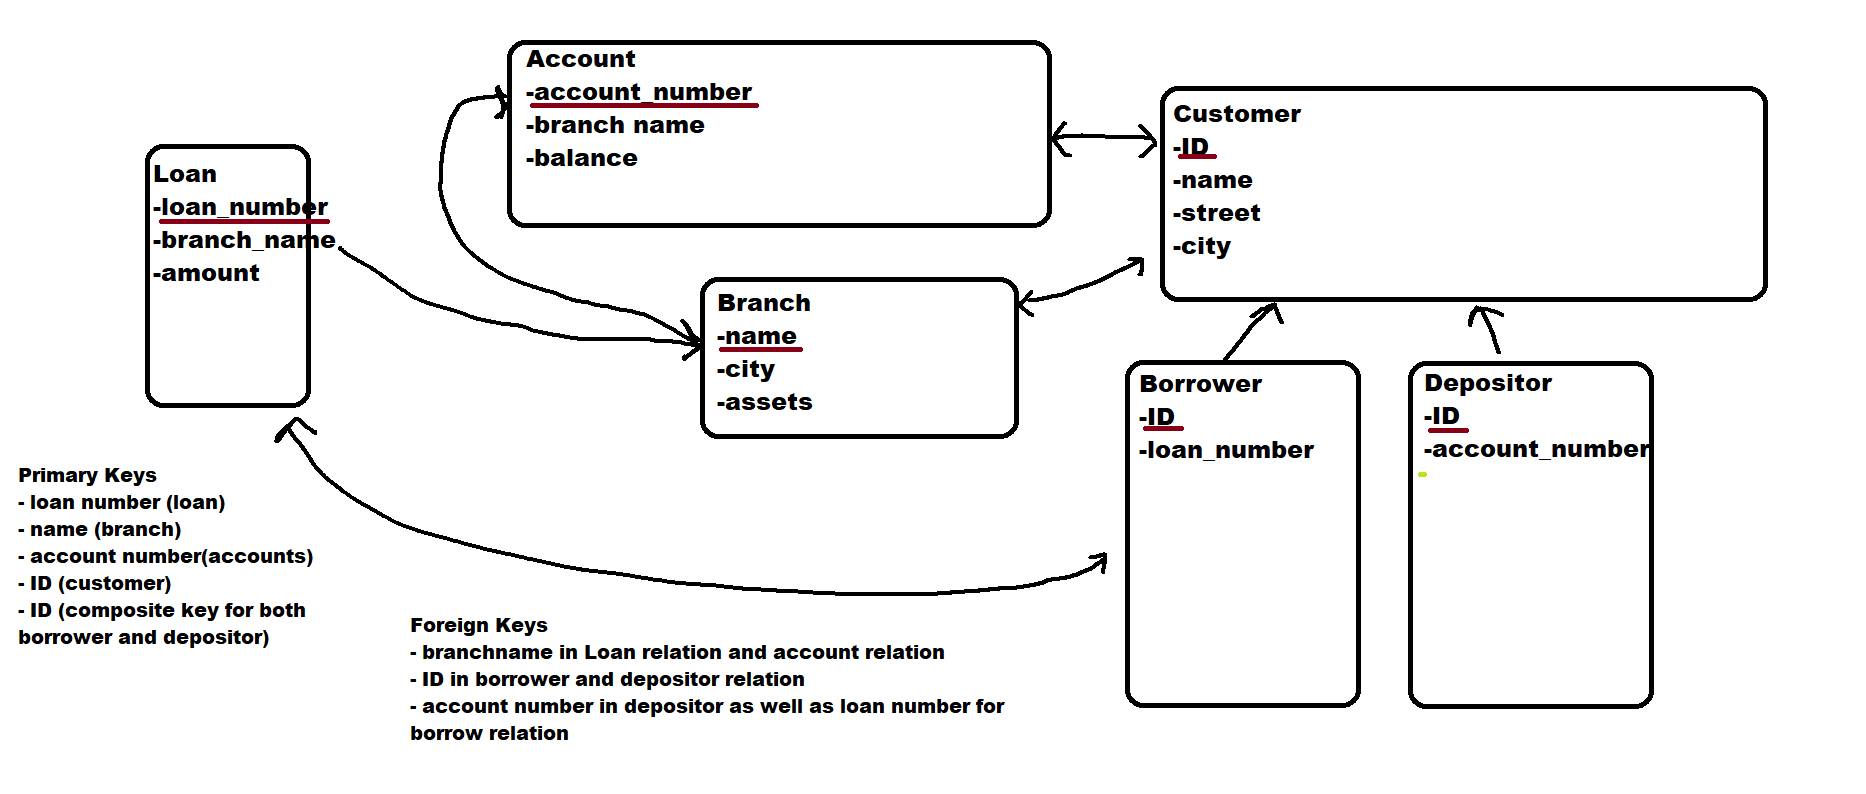 Account
-account_number
-branch name
-balance
Customer
-ID
-name
-street
-city
Loan
-loan_number
-branch_name
-amount
Branch
-name
-city
-assets
Borrower
-ID
-loan_number
Depositor
-ID
-account_number
Primary Keys
- loan number (loan)
- name (branch)
- account number(accounts)
- ID (customer)
- ID (composite key for both
borrower and depositor)
Foreign Keys
- branchname in Loan relation and account relation
- ID in borrower and depositor relation
- account number in depositor as well as loan number for
borrow relation